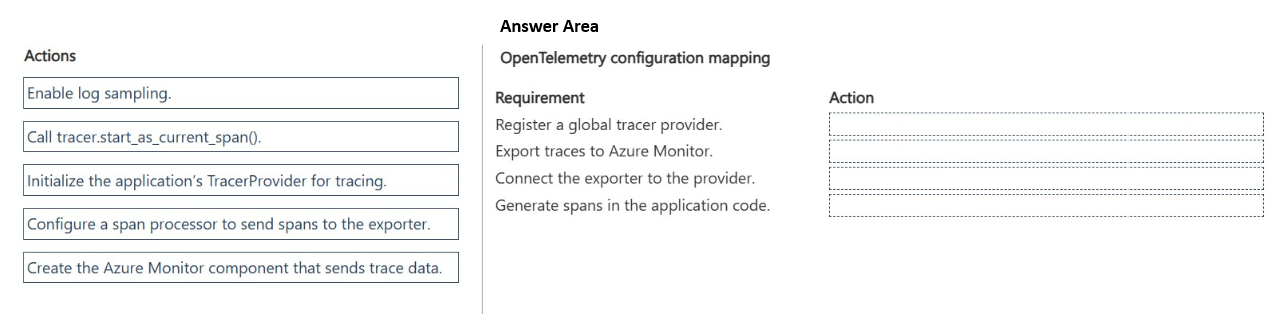 Answer Area
Actions
OpenTelemetry configuration mapping
Enable log sampling.
Requirement
Action
Call tracer.start_as_current_span().
Register a global tracer provider.
Export traces to Azure Monitor.
Initialize the application's TracerProvider for tracing.
Connect the exporter to the provider.
Generate spans in the application code.
Configure a span processor to send spans to the exporter.
Create the Azure Monitor component that sends trace data.